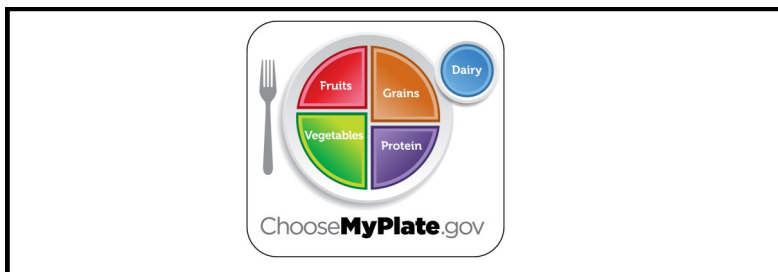 Dairy
Fruits
Grains
Vegetables
Protein
ChooseMyPlate.gov